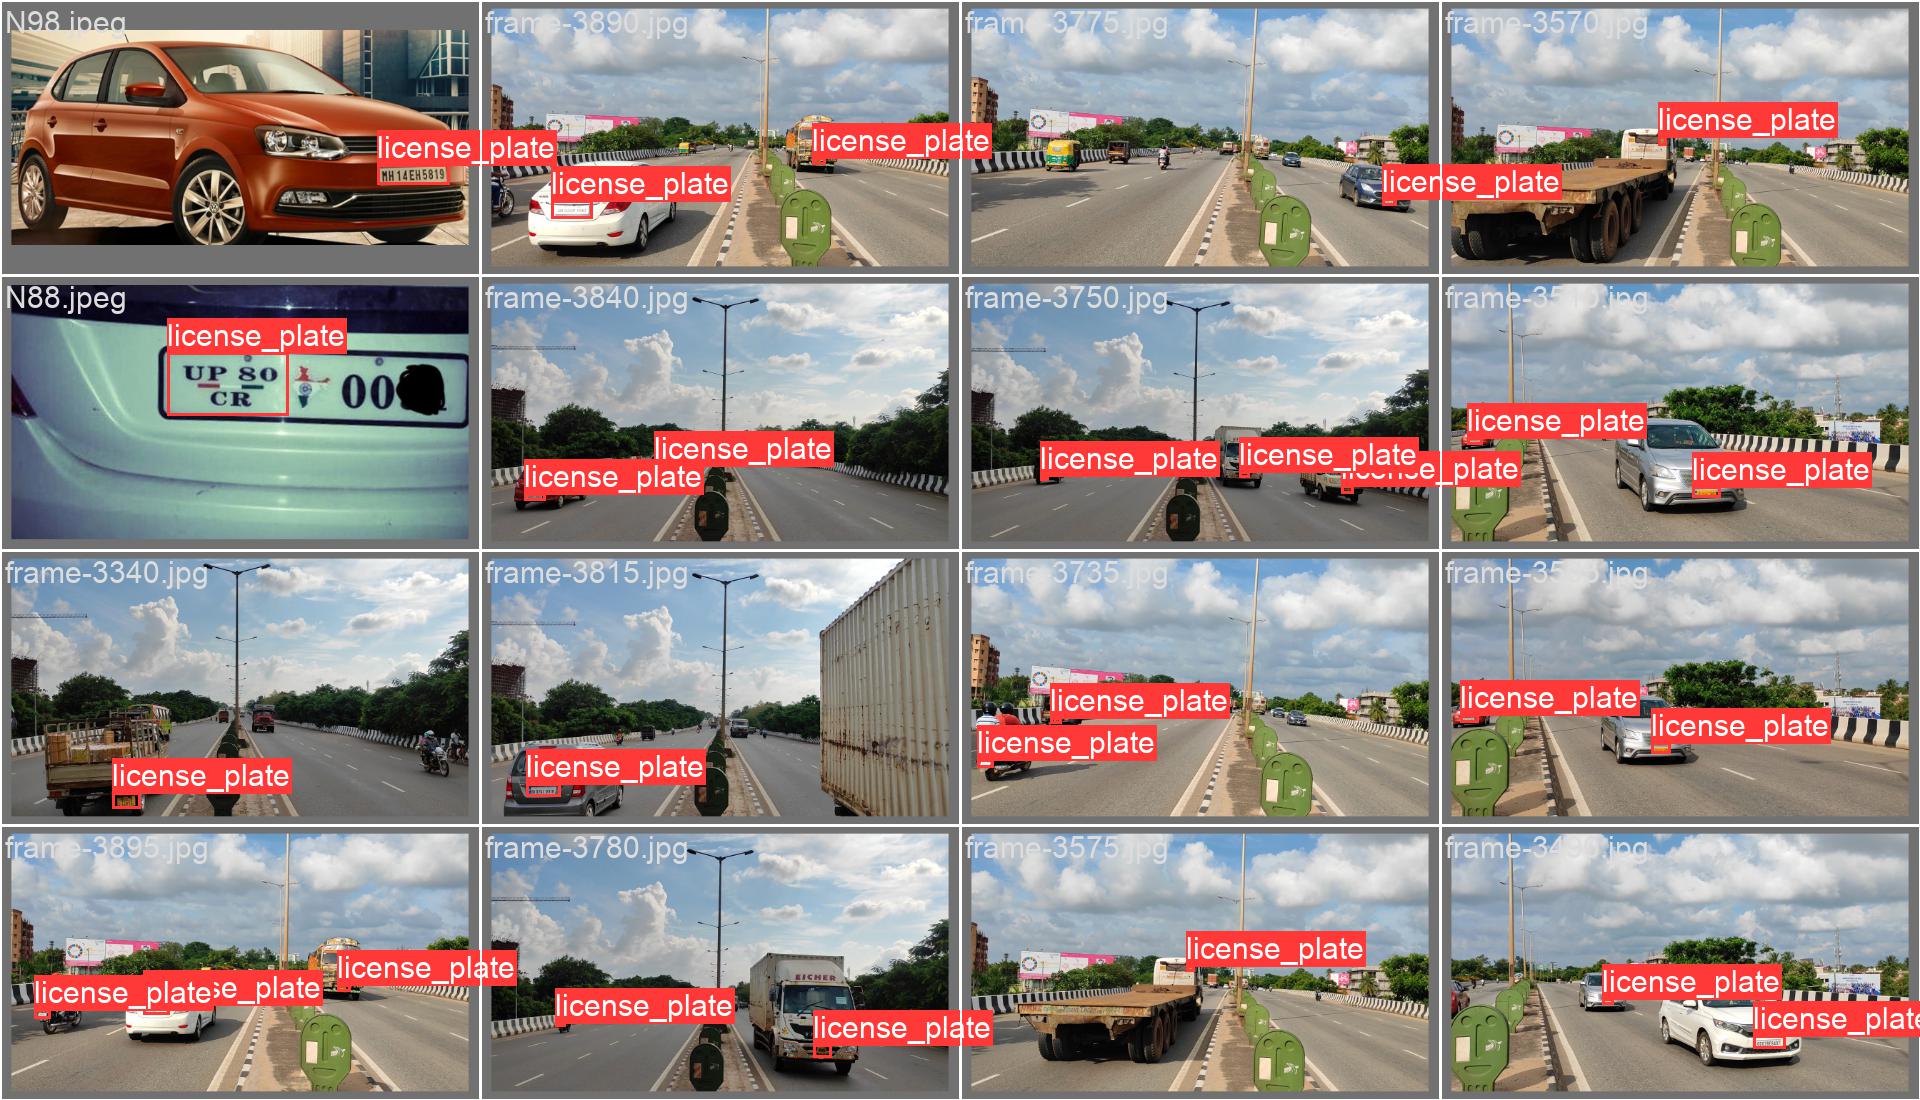 N98.jpeg
license_plate
MH14EH5819
frame-3890.jpg
license_plate
license_plate
frame-3775.jpg
license_plate
frame-3570.jpg
license_plate
N88.jpeg
license_plate
UP 80
CR
00
frame-3840.jpg
license_plate
license_plate
frame-3750.jpg
license_plate
license_plate
license_plate
license_plate
license_plate
frame-3340.jpg
license_plate
frame-3815.jpg
license_plate
frame-3735.jpg
license_plate
license_plate
license_plate
license_plate
frame-3895.jpg
license_plate
se_plate
license_plate
frame-3780.jpg
EICHER
license_plate
license_plate
frame-3575.jpg
license_plate
license_plate
license_plate